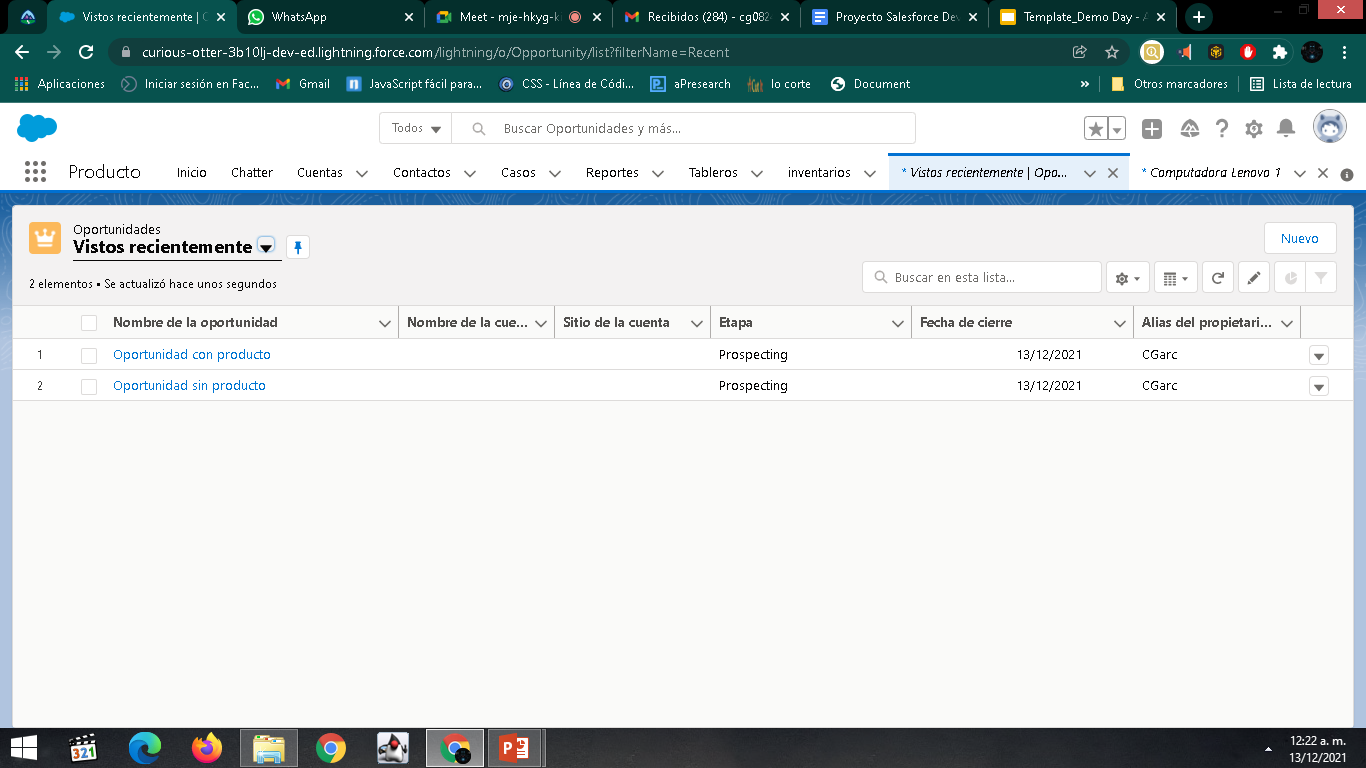 Vistos recientemente | O
WhatsApp
Meet - mje-hkyg-k
Recibidos (284) - cg082
Proyecto Salesforce Dev
Template_Demo Day - A
curious-otter-3b10lj-dev-ed.lightning.force.com/lightning/o/Opportunity/list?filterName=Recent
Aplicaciones
Iniciar sesión en Fac...
Gmail
JavaScript fácil para...
CSS - Línea de Códi...
aPresearch
lo corte
Document
»
Otros marcadores
Lista de lectura
Todos
Buscar Oportunidades y más...
Producto
Inicio
Chatter
Cuentas
Contactos
Casos
Reportes
Tableros
inventarios
* Vistos recientemente | Opo...
* Computadora Lenovo 1
Oportunidades
Vistos recientemente
Nuevo
2 elementos • Se actualizó hace unos segundos
Buscar en esta lista...
Nombre de la oportunidad
Nombre de la cue...
Sitio de la cuenta
Etapa
Fecha de cierre
Alias del propietari...
1 Oportunidad con producto Prospecting 13/12/2021 CGarc
2 Oportunidad sin producto Prospecting 13/12/2021 CGarc
321
12:22 a. m.
13/12/2021